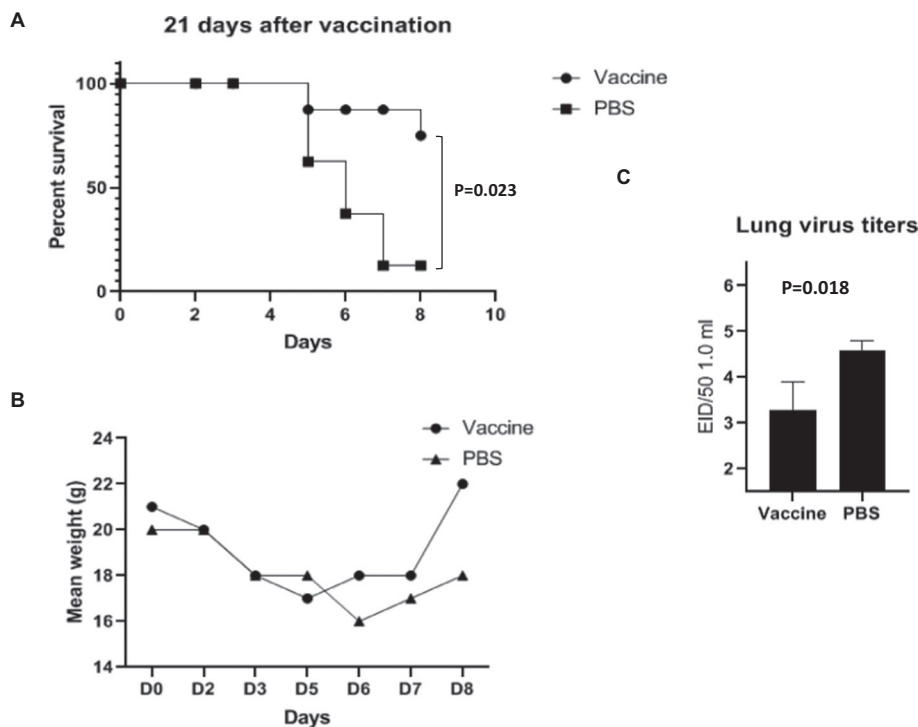 A
21 days after vaccination
Vaccine
PBS
Percent survival
100
50
0
0 2 4 6 8 10
Days
P=0.023
B
Vaccine
PBS
Mean weight (g)
24
22
20
18
16
14
D0 D2 D3 D5 D6 D7 D8
Days
C
Lung virus titers
P=0.018
EID/50 1.0 ml
6
5
4
3
2
Vaccine PBS